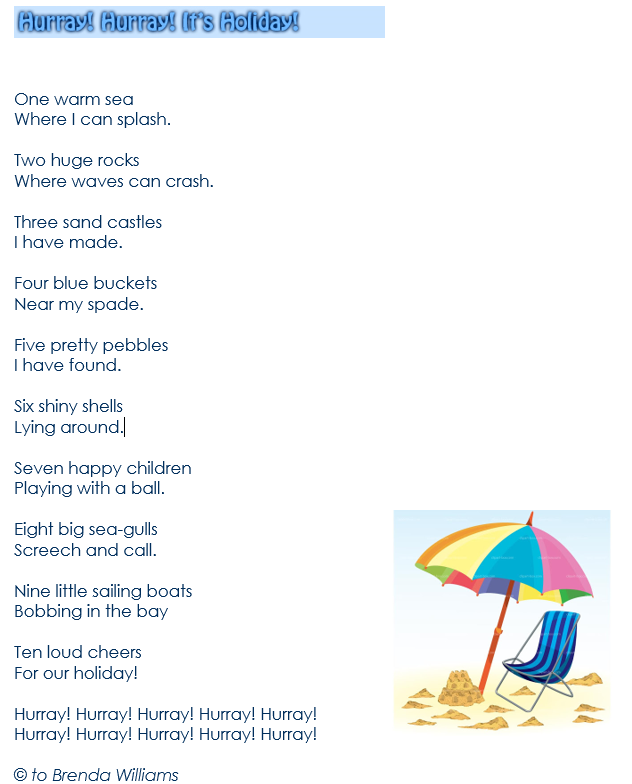 Hurray! Hurray! It's Holiday!
One warm sea
Where I can splash.
Two huge rocks
Where waves can crash.
Three sand castles
I have made.
Four blue buckets
Near my spade.
Five pretty pebbles
I have found.
Six shiny shells
Lying around.
Seven happy children
Playing with a ball.
Eight big sea-gulls
Screech and call.
Nine little sailing boats
Bobbing in the bay
Ten loud cheers
For our holiday!
Hurray! Hurray! Hurray! Hurray! Hurray!
Hurray! Hurray! Hurray! Hurray! Hurray!
© to Brenda Williams